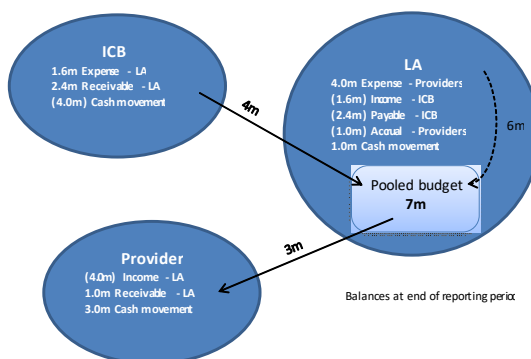 ICB
1.6m Expense - LA
2.4m Receivable - LA
(4.0m) Cash movement
LA
4.0m Expense - Providers
(1.6m) Income - ICB
(2.4m) Payable - ICB
(1.0m) Accrual - Providers
1.0m Cash movement
4m
6m
Pooled budget
7m
3m
Provider
(4.0m) Income - LA
1.0m Receivable - LA
3.0m Cash movement
Balances at end of reporting